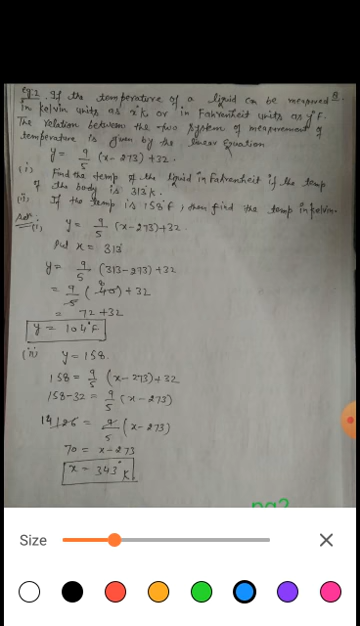 Eg:2. If the temperature of a liquid can be measured
in Kelvin units as x°K or in Fahrenheit units as y°F.
The relation between the two system of measurement of
temperature is given by the linear Equation
y = 9/5 (x-273)+32.
(i) Find the temp of the liquid in Fahrenheit if the temp
of the body is 313°K.
(ii) If the temp is 158°F, then find the temp in Kelvin.
(i) y = 9/5 (x-273)+32.
Put x = 313
y = 9/5 (313-273)+32
= 9/5 (40)+32
= 72+32
y = 104°F
(ii) y = 158.
158 = 9/5 (x-273)+32
158-32 = 9/5 (x-273)
126 = 9/5 (x-273)
70 = x-273
x = 343°K
pg2
Size